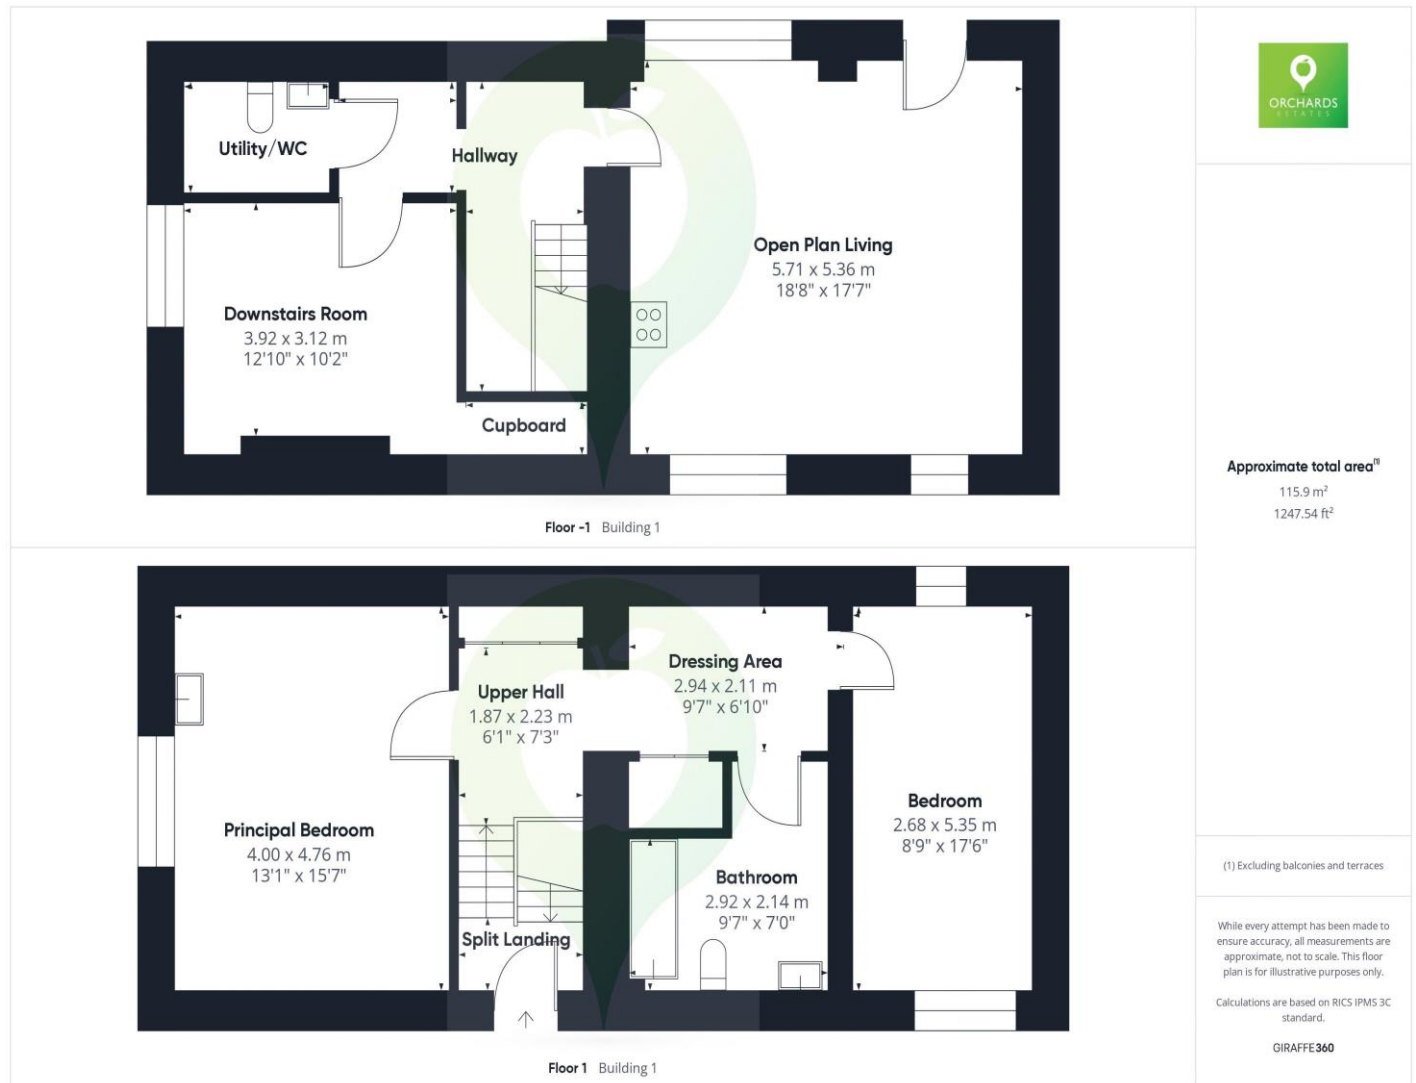 Utility/WC
Hallway
Open Plan Living
5.71 x 5.36 m
18'8" x 17'7"
Downstairs Room
3.92 x 3.12 m
12'10" x 10'2"
Cupboard
Floor -1 Building 1
Dressing Area
2.94 x 2.11 m
9'7" x 6'10"
Upper Hall
1.87 x 2.23 m
6'1" x 7'3"
Principal Bedroom
4.00 x 4.76 m
13'1" x 15'7"
Bedroom
2.68 x 5.35 m
8'9" x 17'6"
Bathroom
2.92 x 2.14 m
9'7" x 7'0"
Split Landing
Floor 1 Building 1
ORCHARDS
ESTATES
Approximate total area⁽¹⁾
115.9 m²
1247.54 ft²
(1) Excluding balconies and terraces
While every attempt has been made to
ensure accuracy, all measurements are
approximate, not to scale. This floor
plan is for illustrative purposes only.
Calculations are based on RICS IPMS 3C
standard.
GIRAFFE360